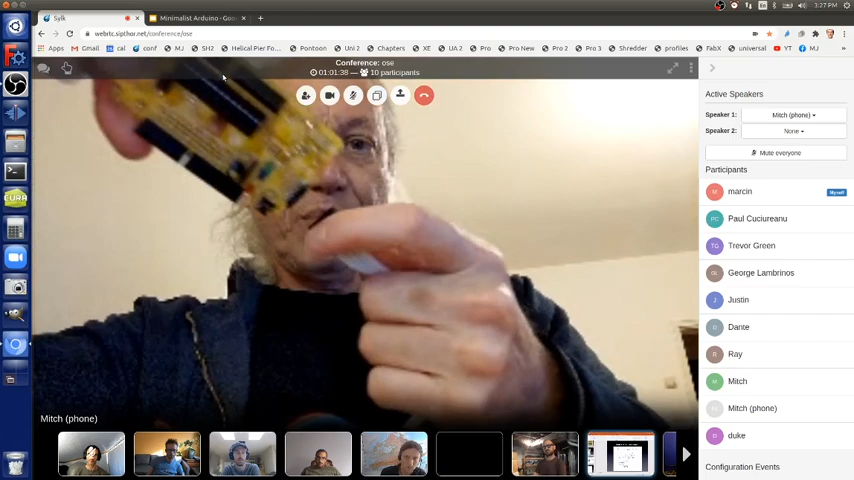 3:27 PM
Sylk
Minimalist Arduino - Goo
webrtc.sipthor.net/conference/ose
Apps
Gmail
cal
conf
MJ
SH2
Helical Pier Fo...
Pontoon
Uni 2
Chapters
XE
UA 2
Pro
Pro New
Pro 2
Pro 3
Shredder
profiles
FabX
universal
YT
MJ
Conference: ose
01:01:38 — 10 participants
Mitch (phone)
Active Speakers
Speaker 1: Mitch (phone)
Speaker 2: None
Mute everyone
Participants
M marcin Myself
PC Paul Cuciureanu
TG Trevor Green
GL George Lambrinos
J Justin
D Dante
R Ray
M Mitch
Mitch (phone)
D duke
Configuration Events
CURA